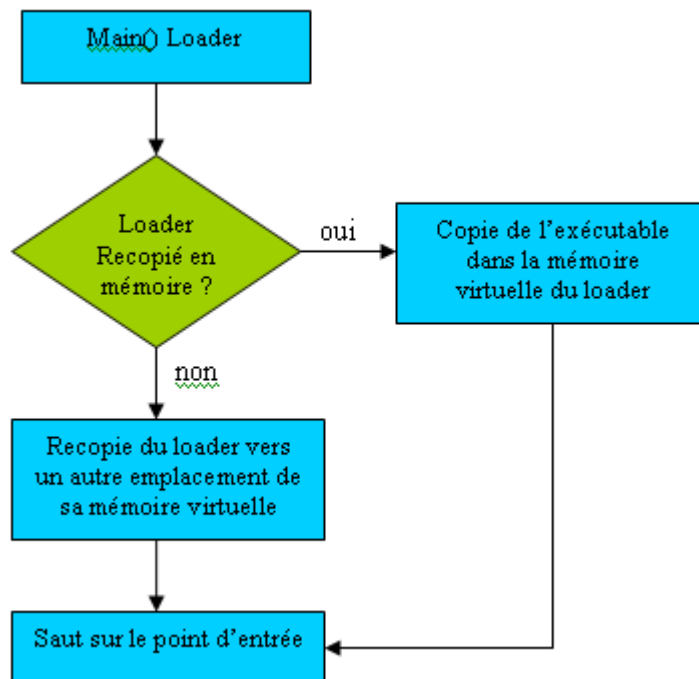 Main() Loader
Loader
Recopié en
mémoire ?
oui
Copie de l'exécutable
dans la mémoire
virtuelle du loader
non
Recopie du loader vers
un autre emplacement de
sa mémoire virtuelle
Saut sur le point d'entrée